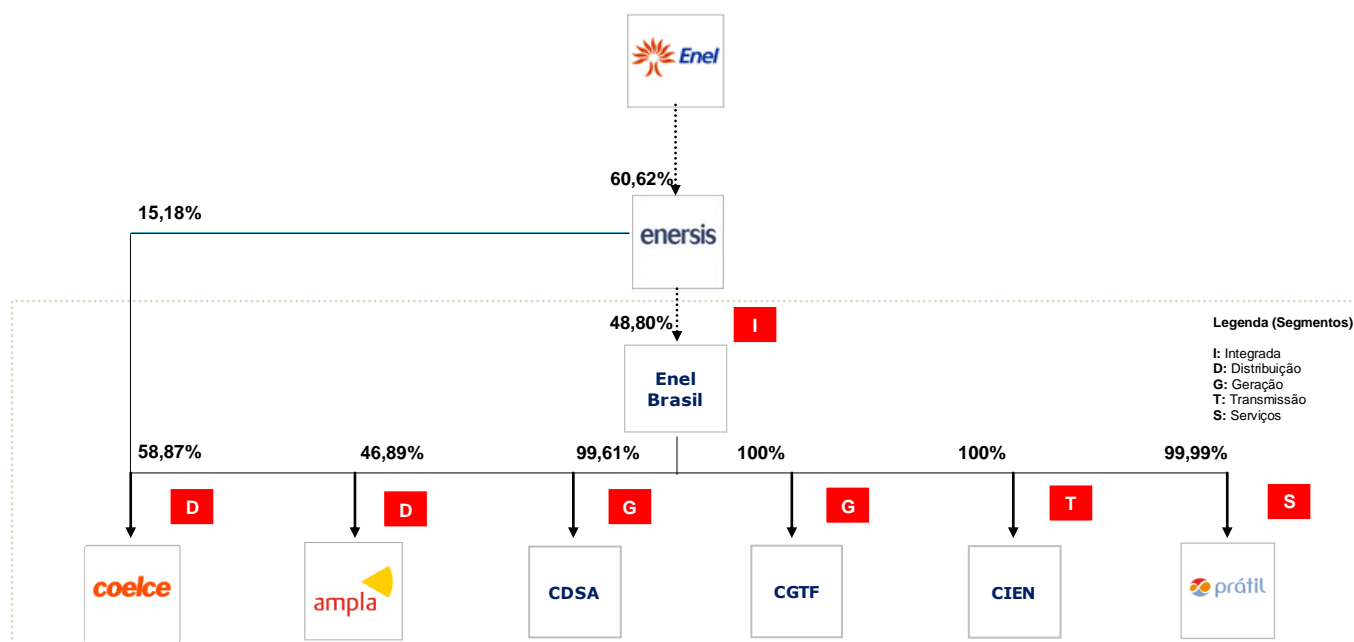 Enel
60,62%
15,18%
enersis
48,80%
I
Legenda (Segmentos)
I: Integrada
D: Distribuição
G: Geração
T: Transmissão
S: Serviços
Enel
Brasil
58,87%
46,89%
99,61%
100%
100%
99,99%
D
D
G
G
T
S
coelce
ampla
CDSA
CGTF
CIEN
prátil